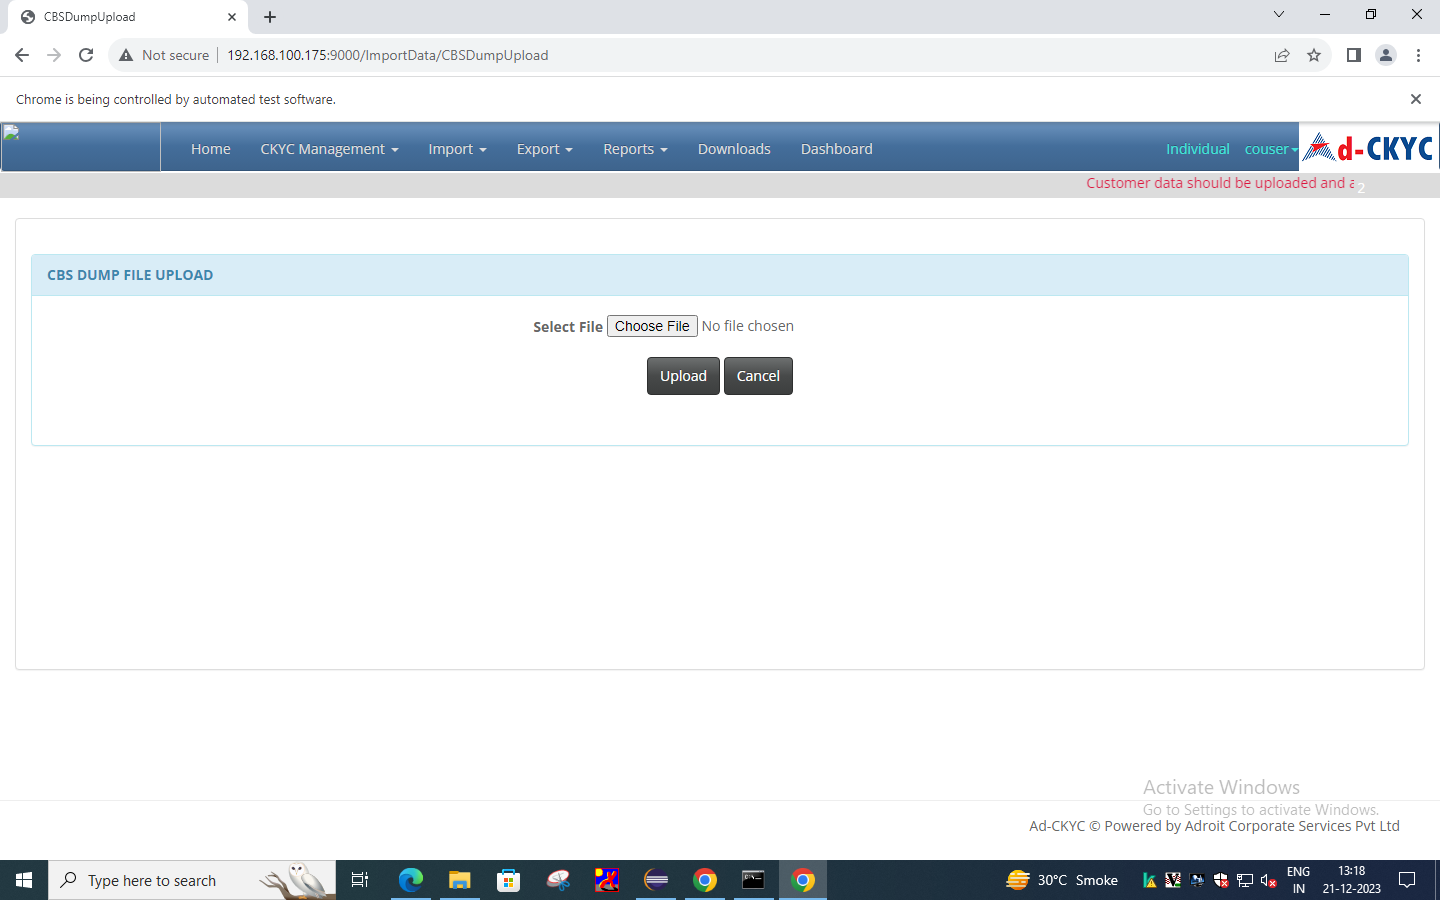 CBSDumpUpload
Not secure 192.168.100.175:9000/ImportData/CBSDumpUpload
Chrome is being controlled by automated test software.
Home CKYC Management Import Export Reports Downloads Dashboard Individual couser Ad-CKYC
Customer data should be uploaded and a 2
CBS DUMP FILE UPLOAD
Select File Choose File No file chosen
Upload Cancel
Activate Windows
Go to Settings to activate Windows.
Ad-CKYC © Powered by Adroit Corporate Services Pvt Ltd
Type here to search 30°C Smoke ENG 13:18
IN 21-12-2023